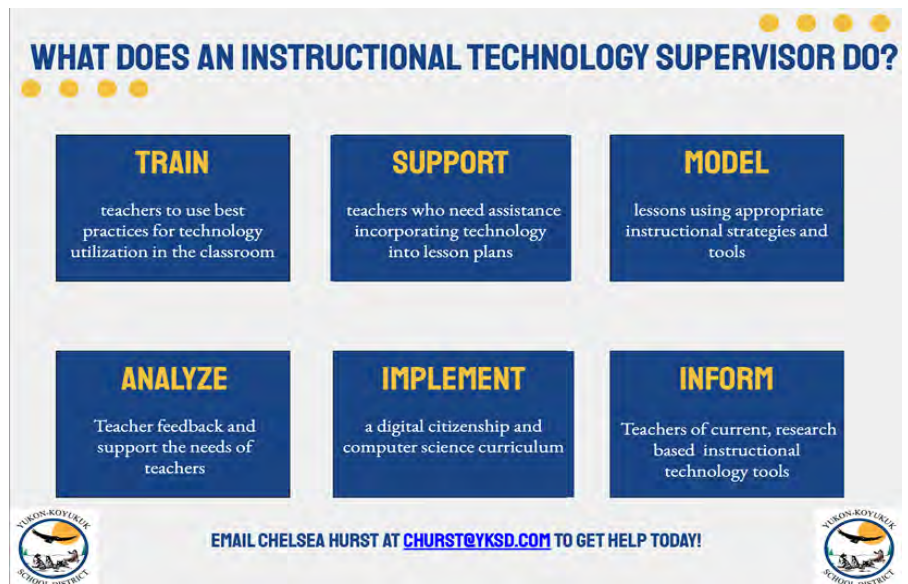 WHAT DOES AN INSTRUCTIONAL TECHNOLOGY SUPERVISOR DO?
TRAIN
teachers to use best
practices for technology
utilization in the classroom
SUPPORT
teachers who need assistance
incorporating technology
into lesson plans
MODEL
lessons using appropriate
instructional strategies and
tools
ANALYZE
Teacher feedback and
support the needs of
teachers
IMPLEMENT
a digital citizenship and
computer science curriculum
INFORM
Teachers of current, research
based instructional
technology tools
YUKON-KOYUKUK
SCHOOL DISTRICT
EMAIL CHELSEA HURST AT CHURST@YKSD.COM TO GET HELP TODAY!
YUKON-KOYUKUK
SCHOOL DISTRICT